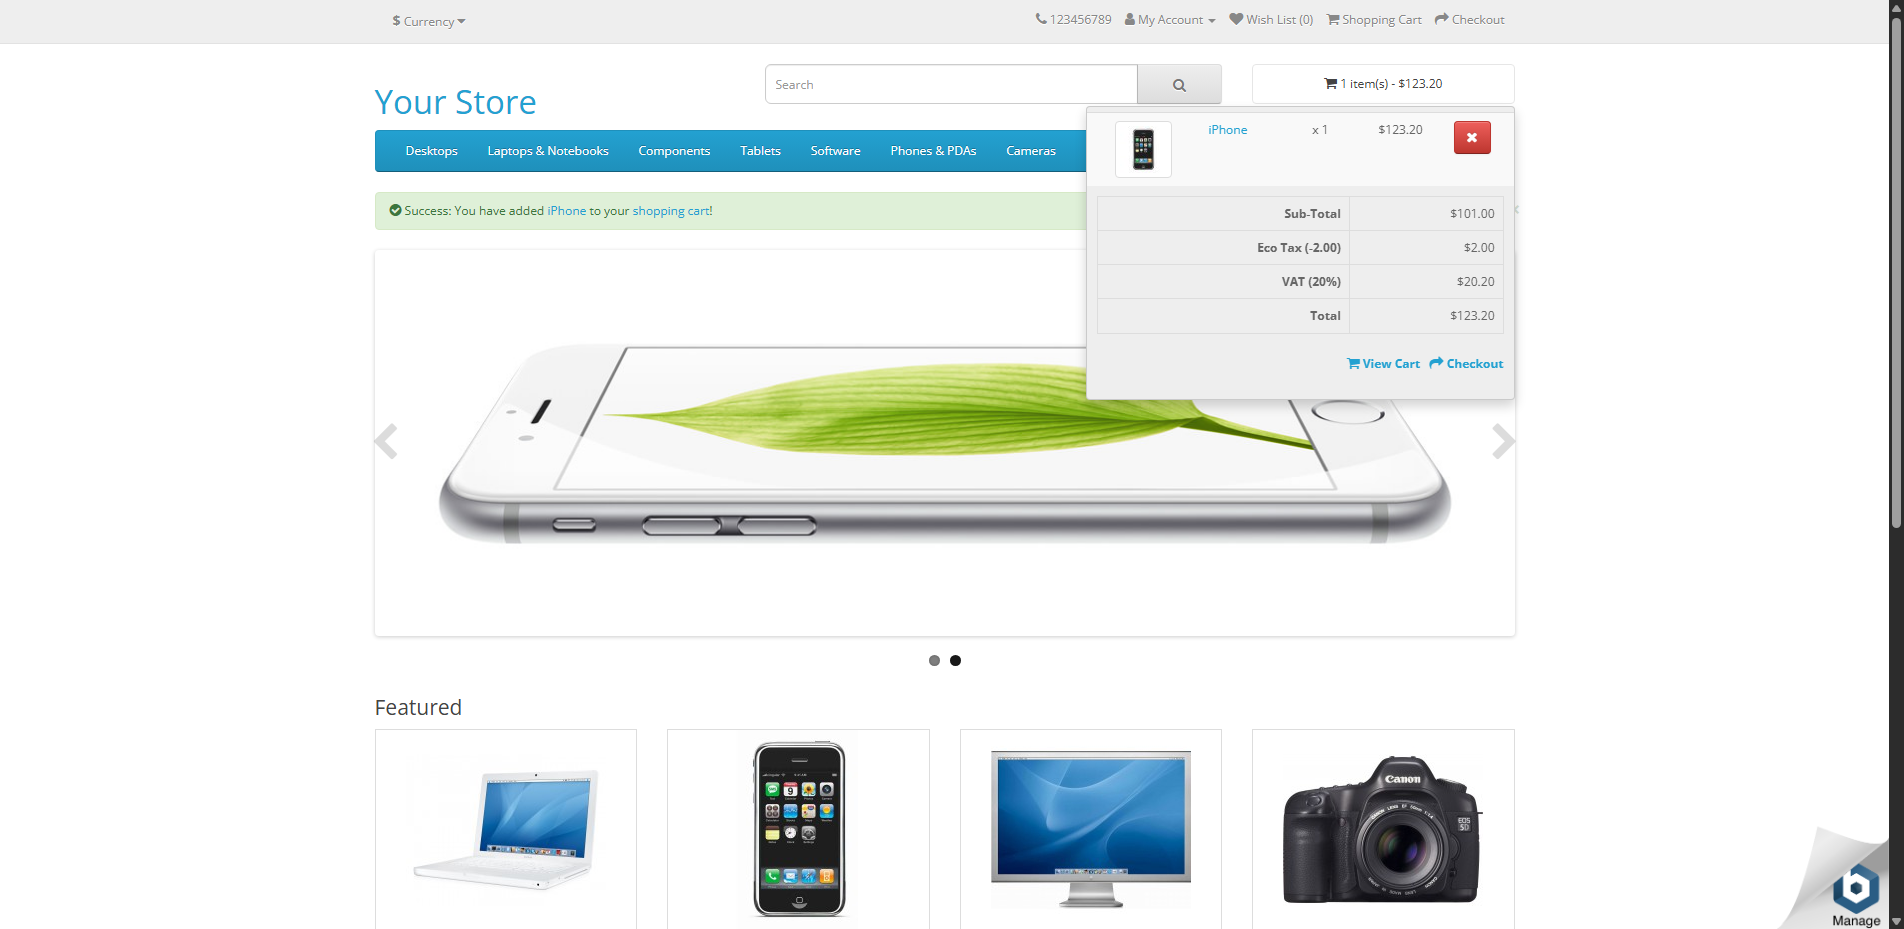 $ Currency
123456789 My Account Wish List (0) Shopping Cart Checkout
Your Store
Search
1 item(s) - $123.20
iPhone x 1 $123.20
Sub-Total $101.00
Eco Tax (-2.00) $2.00
VAT (20%) $20.20
Total $123.20
View Cart Checkout
Desktops Laptops & Notebooks Components Tablets Software Phones & PDAs Cameras
Success: You have added iPhone to your shopping cart!
Featured
Canon
EOS
5D
b
Manage